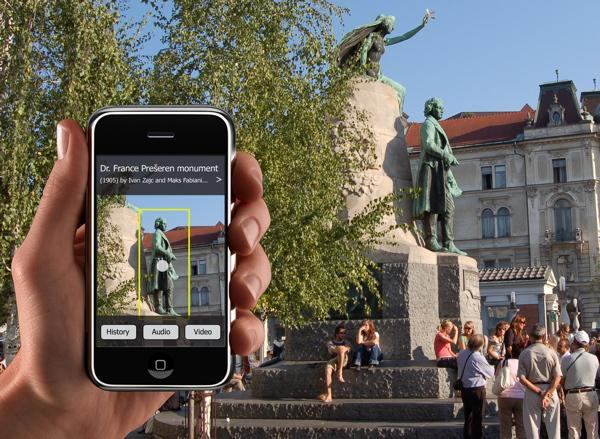 Dr. France Prešeren monument
(1905) by Ivan Zajc and Maks Fabiani...
>
History Audio Video